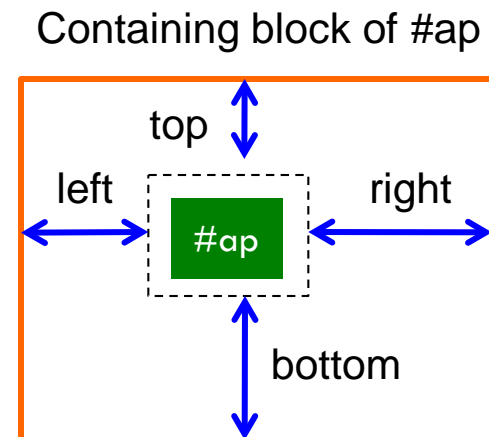 Containing block of #ap
top
left
right
#ap
bottom